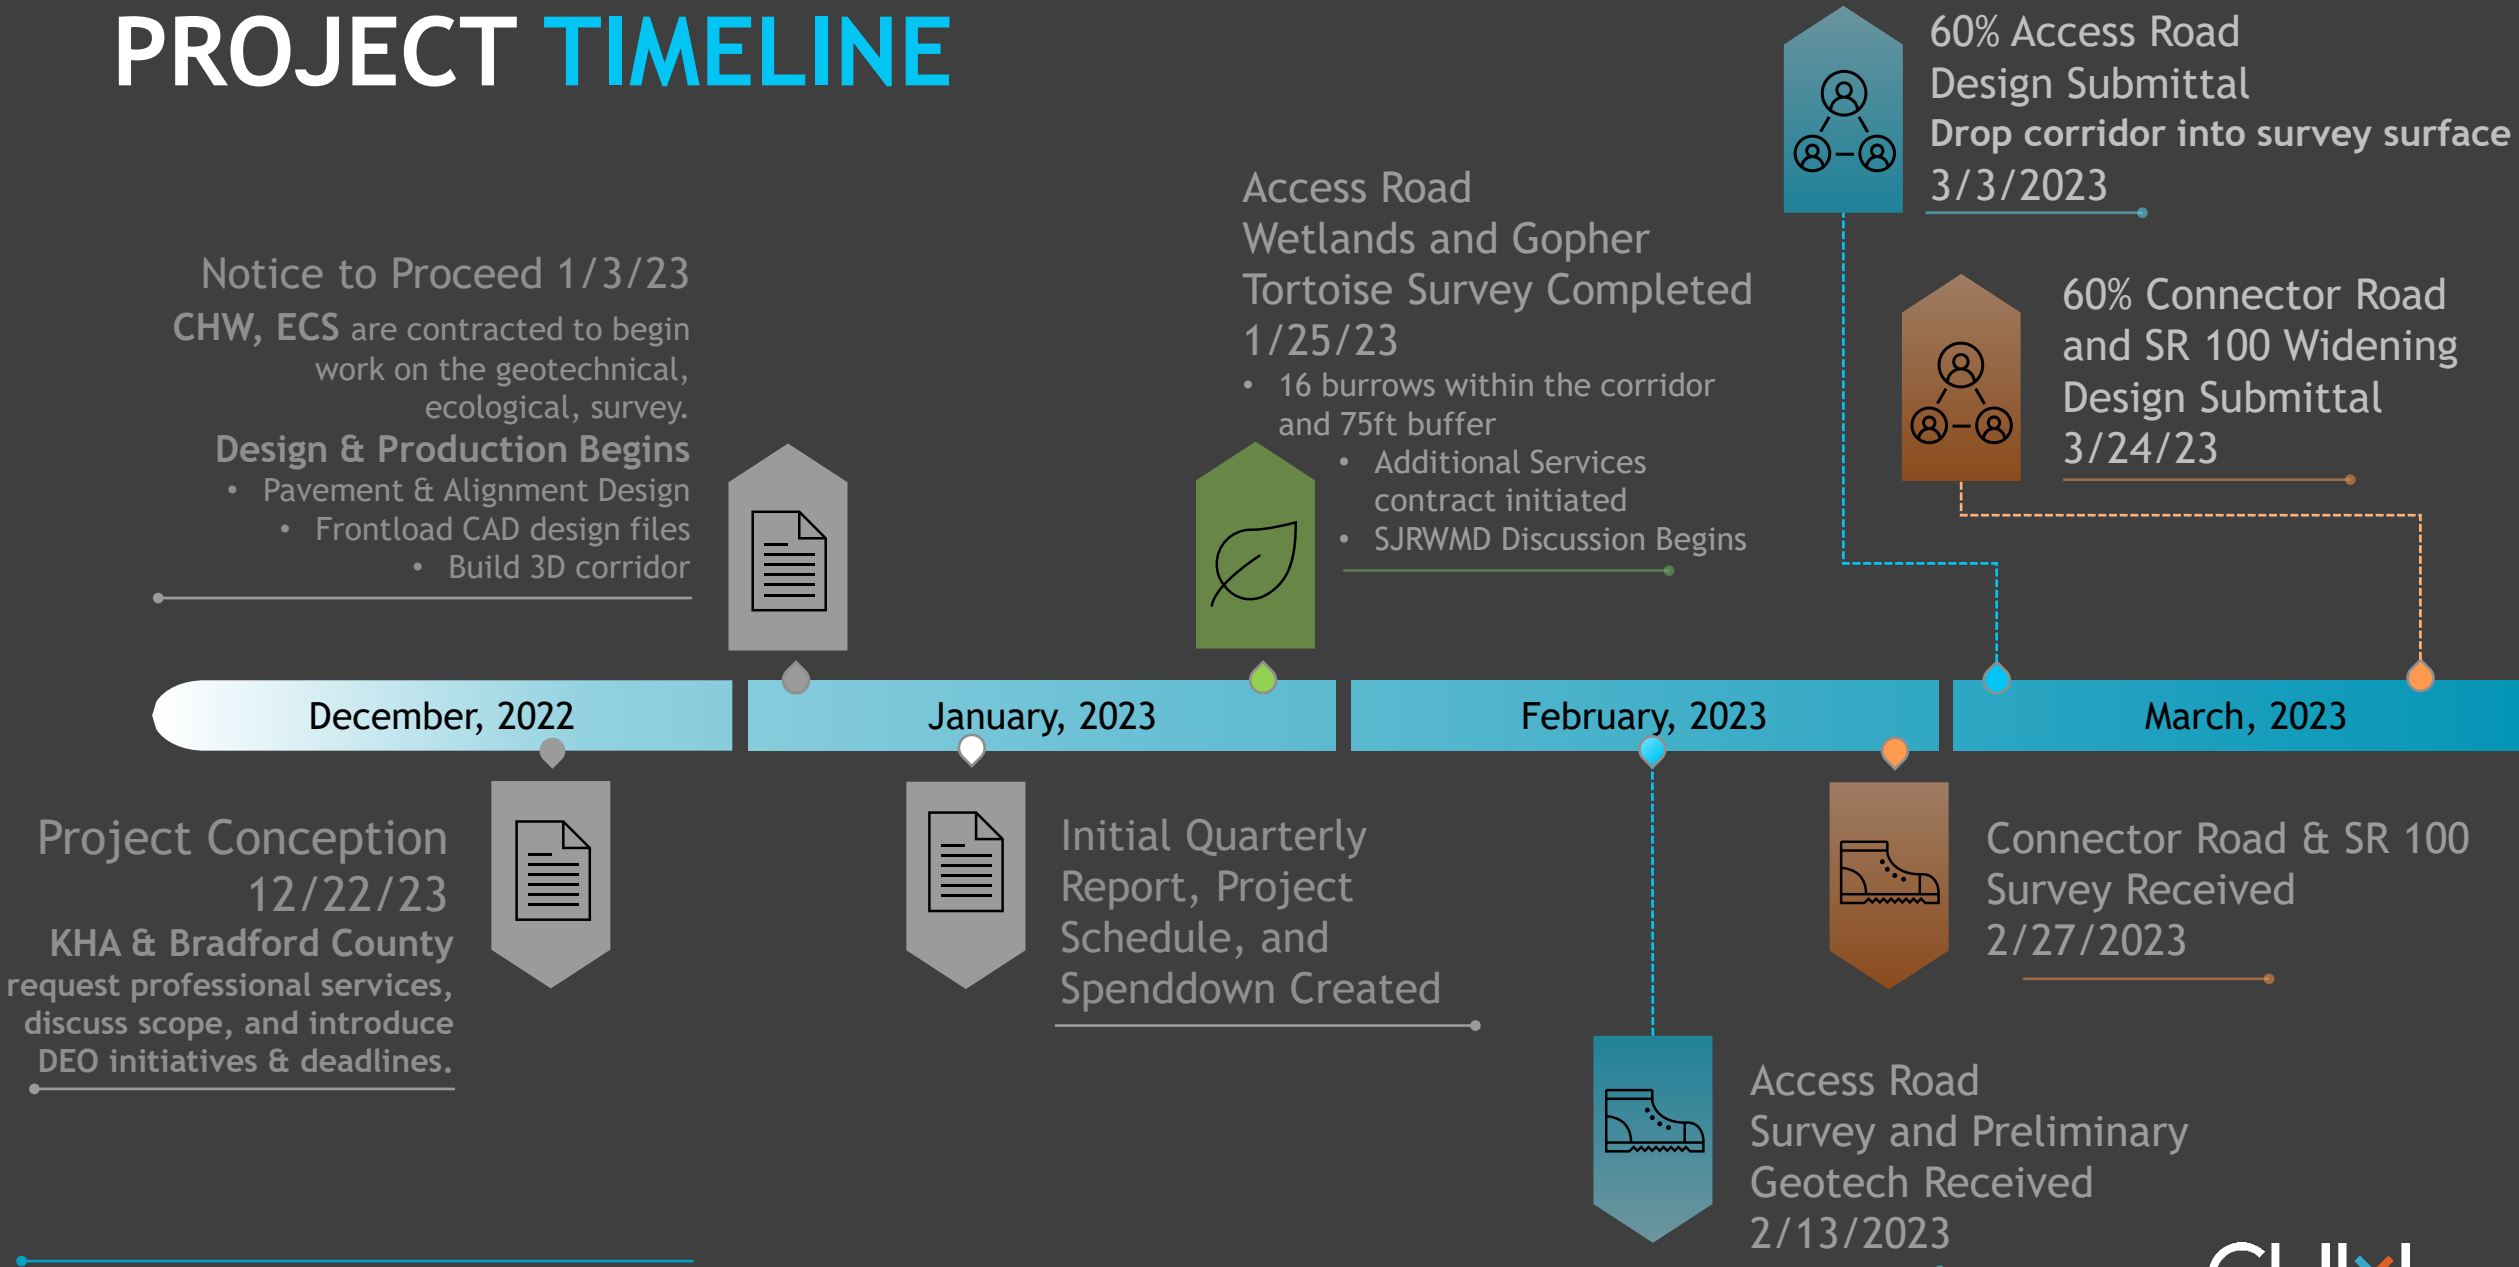 PROJECT TIMELINE
60% Access Road
Design Submittal
Drop corridor into survey surface
3/3/2023
Access Road
Wetlands and Gopher
Tortoise Survey Completed
1/25/23
• 16 burrows within the corridor
and 75ft buffer
• Additional Services
contract initiated
• SJRWMD Discussion Begins
Notice to Proceed 1/3/23
CHW, ECS are contracted to begin
work on the geotechnical,
ecological, survey.
Design & Production Begins
• Pavement & Alignment Design
• Frontload CAD design files
• Build 3D corridor
60% Connector Road
and SR 100 Widening
Design Submittal
3/24/23
December, 2022
January, 2023
February, 2023
March, 2023
Project Conception
12/22/23
KHA & Bradford County
request professional services,
discuss scope, and introduce
DEO initiatives & deadlines.
Initial Quarterly
Report, Project
Schedule, and
Spenddown Created
Connector Road & SR 100
Survey Received
2/27/2023
Access Road
Survey and Preliminary
Geotech Received
2/13/2023